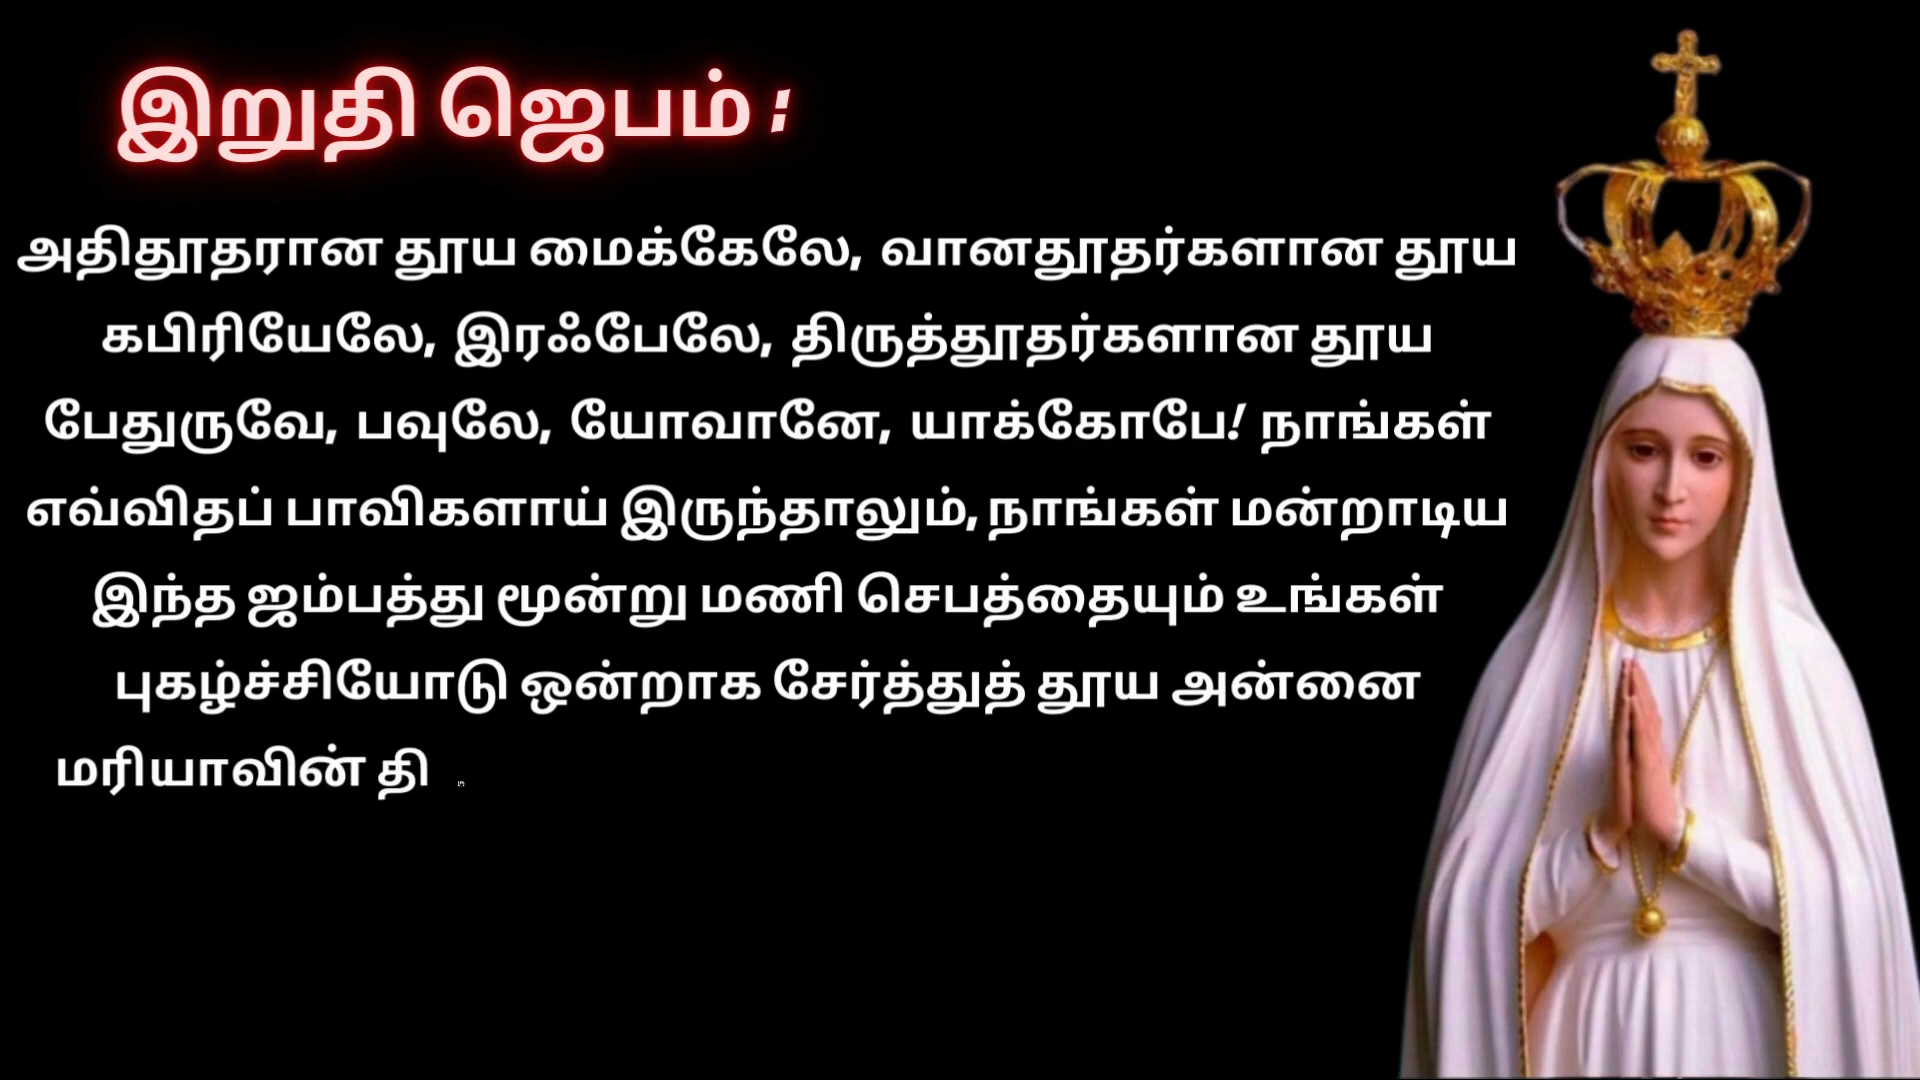 இறுதி ஜெபம் :
அதிதூதரான தூய மைக்கேலே, வானதூதர்களான தூய
கபிரியேலே, இரஃபேலே, திருத்தூதர்களான தூய
பேதுருவே, பவுலே, யோவானே, யாக்கோபே! நாங்கள்
எவ்விதப் பாவிகளாய் இருந்தாலும், நாங்கள் மன்றாடிய
இந்த ஐம்பத்து மூன்று மணி செபத்தையும் உங்கள்
புகழ்ச்சியோடு ஒன்றாக சேர்த்துத் தூய அன்னை
மரியாவின் தி